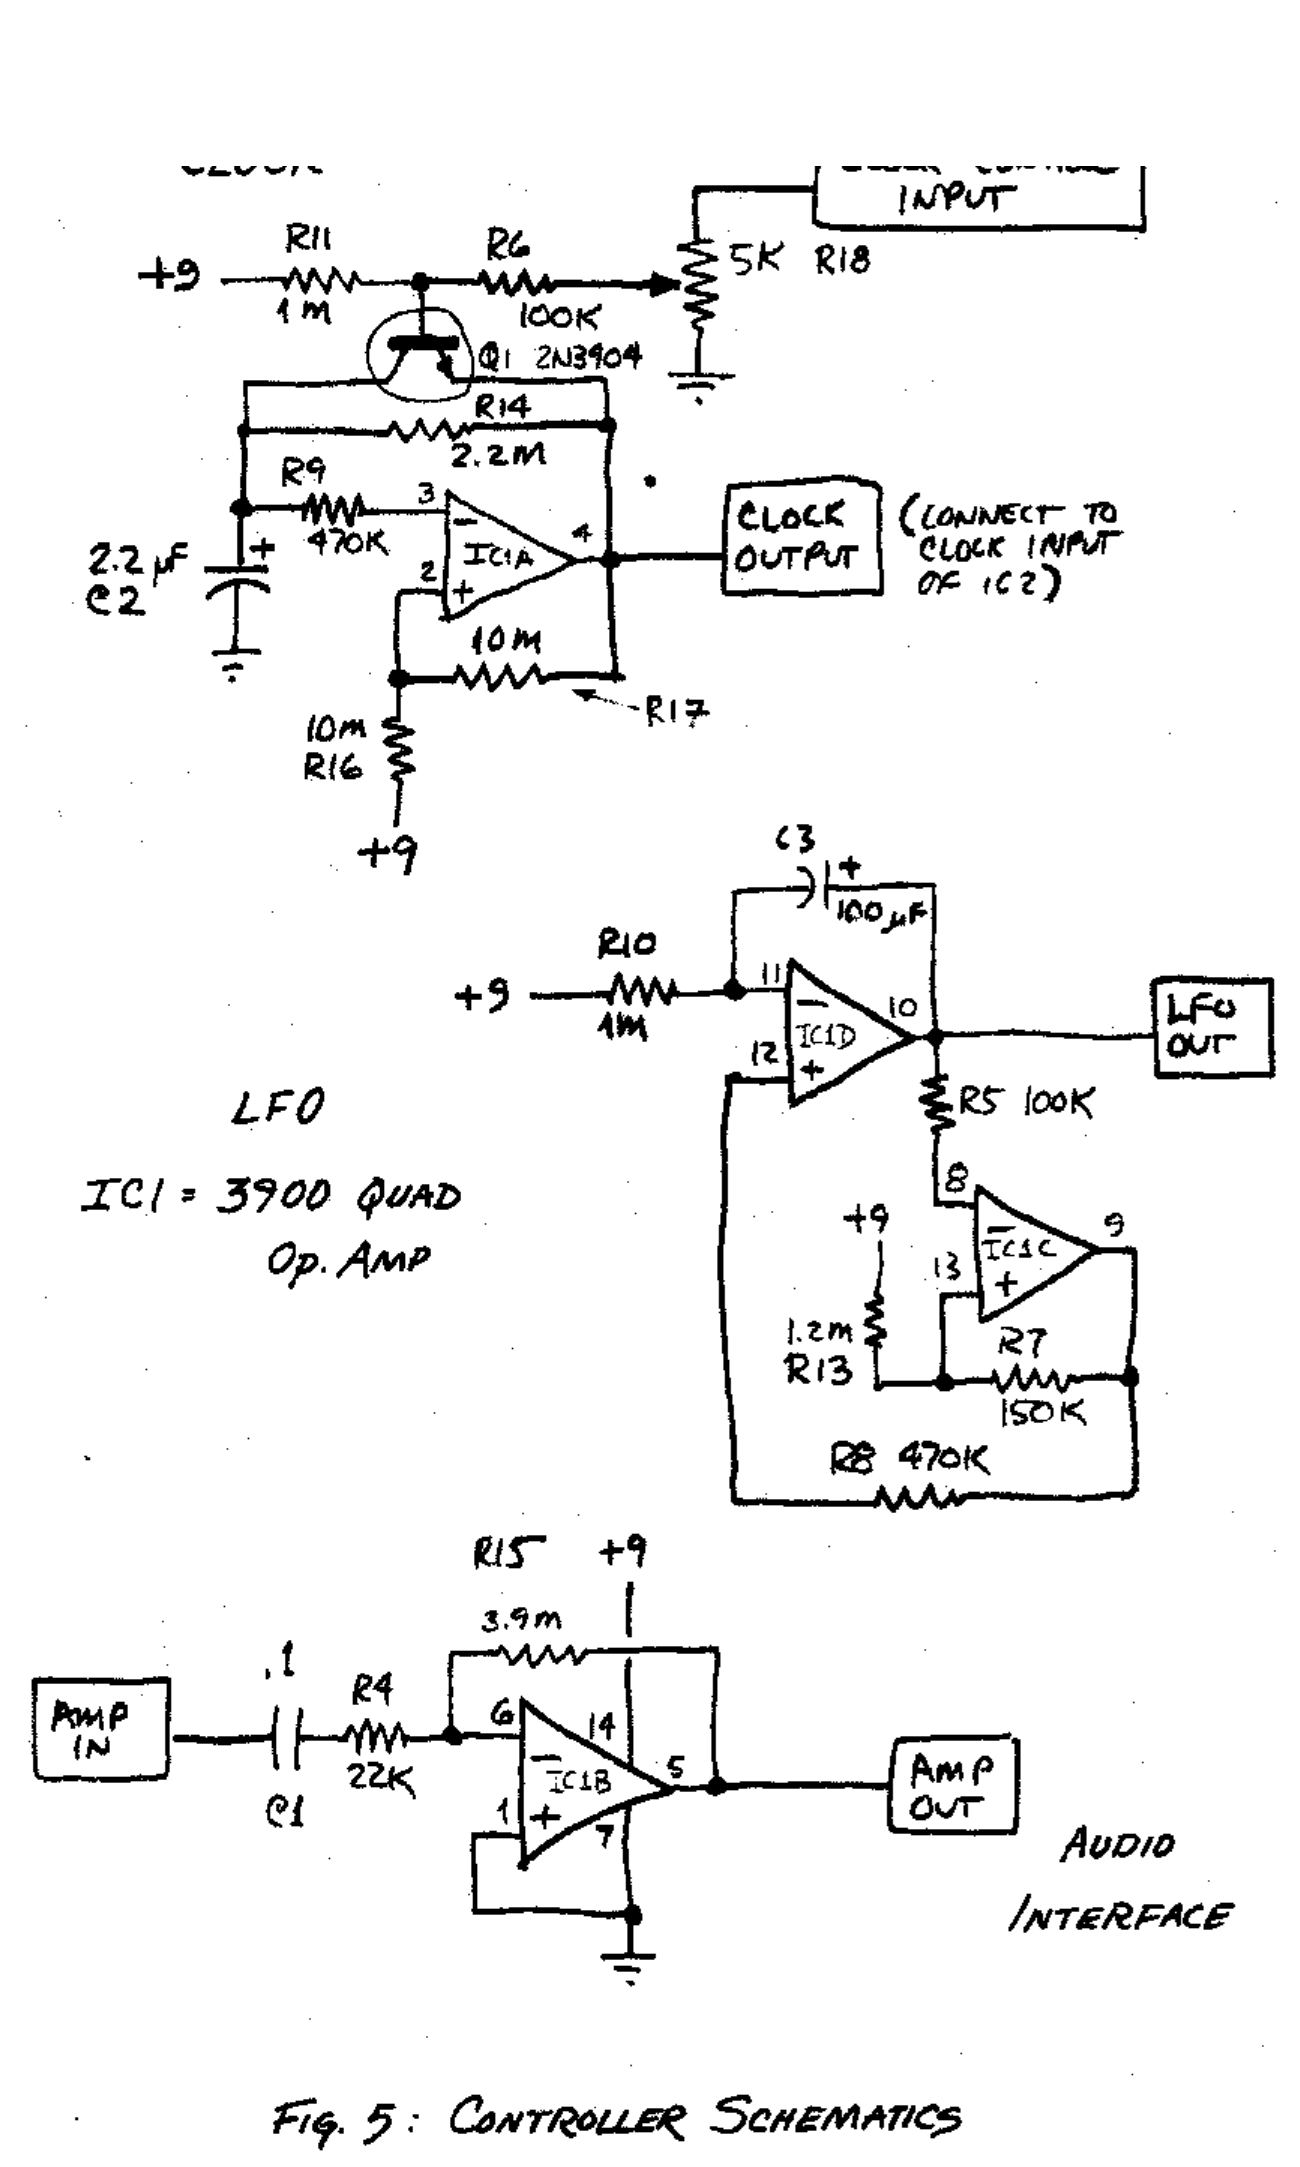 INPUT
R11
R6
+9
5K R18
1M
100K
Q1 2N3904
R14
2.2M
R9
3
470K
-
IC1A
4
CLOCK
OUTPUT
(CONNECT TO
CLOCK INPUT
OF IC2)
2.2 µF
+
C2
2
+
10M
R17
10M
R16
+9
C3
+
100µF
R10
+9
1M
11
-
IC1D
10
LFO
OUT
12
+
R5 100K
LFO
IC1 = 3900 QUAD
OP. AMP
8
-
IC1C
9
+9
13
+
1.2M
R13
R7
150K
R8 470K
R15
+9
3.9M
AMP
IN
.1
C1
R4
22K
6
-
14
IC1B
5
1
+
7
AMP
OUT
AUDIO
INTERFACE
FIG. 5: CONTROLLER SCHEMATICS